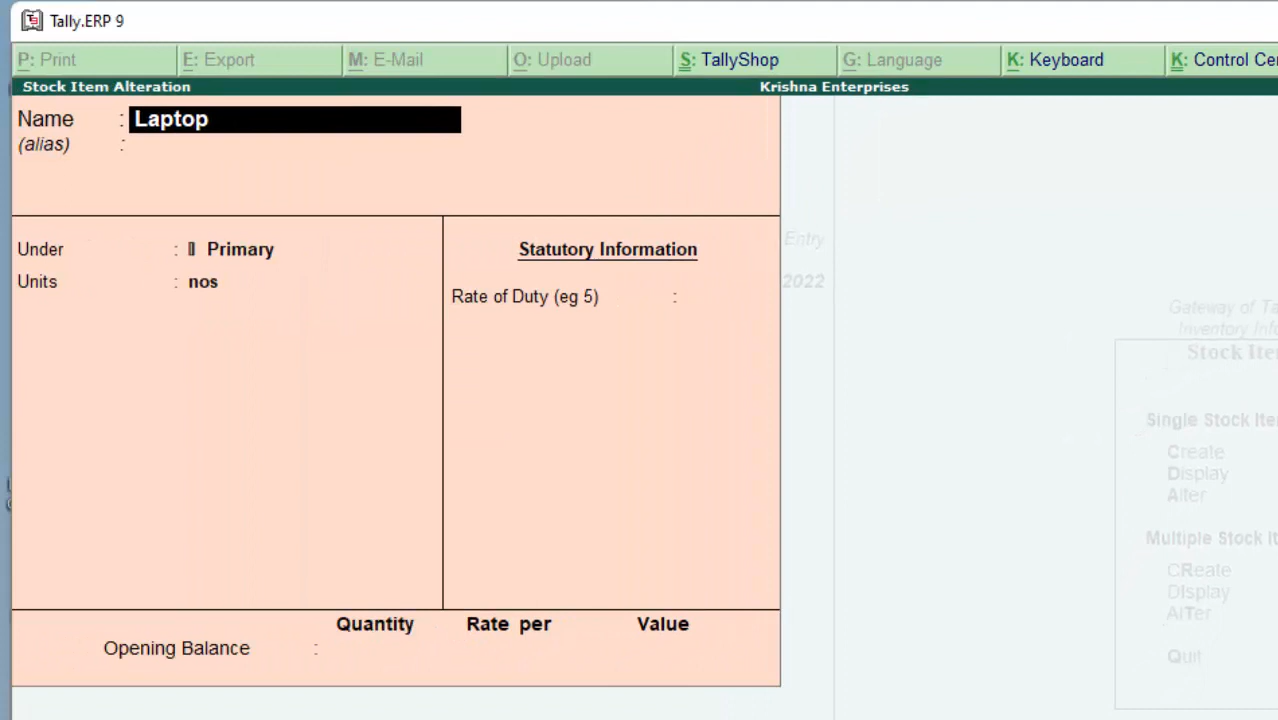 Tally.ERP 9
P: Print E: Export M: E-Mail O: Upload S: TallyShop G: Language K: Keyboard K: Control Cen
Stock Item Alteration Krishna Enterprises
Name : Laptop
(alias) :
Under : Primary
Units : nos
Statutory Information
Rate of Duty (eg 5) :
Quantity Rate per Value
Opening Balance :
Entry
2022
Gateway of Ta
Inventory Info
Stock Ite
Single Stock Ite
Create
Display
Alter
Multiple Stock It
CReate
DIsplay
AlTer
Quit